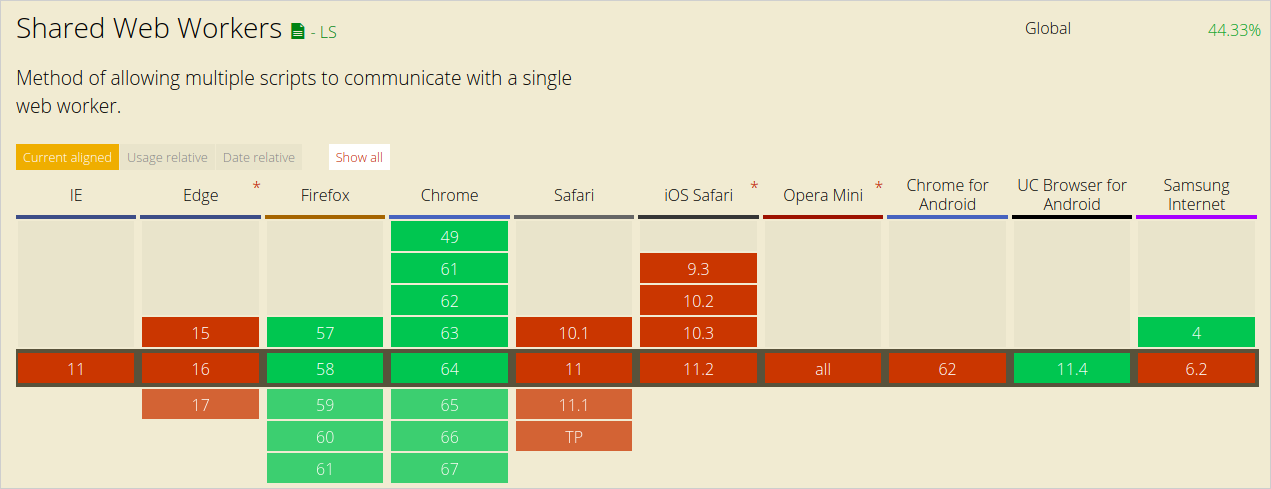 Shared Web Workers - LS
Global 44.33%
Method of allowing multiple scripts to communicate with a single
web worker.
Current aligned Usage relative Date relative Show all
IE Edge * Firefox Chrome Safari iOS Safari * Opera Mini * Chrome for Android UC Browser for Android Samsung Internet
49
61 9.3
62 10.2
15 57 63 10.1 10.3 4
11 16 58 64 11 11.2 all 62 11.4 6.2
17 59 65 11.1
60 66 TP
61 67